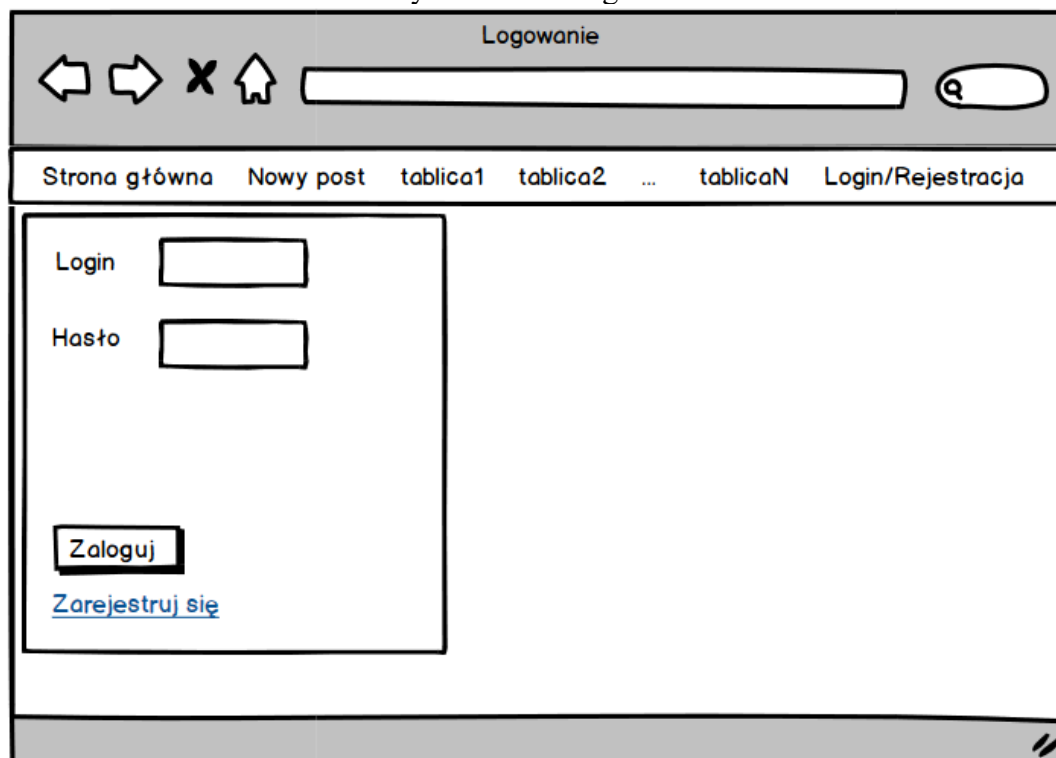 Logowanie
Strona główna Nowy post tablica1 tablica2 ... tablicaN Login/Rejestracja
Login
Hasło
Zaloguj
Zarejestruj się